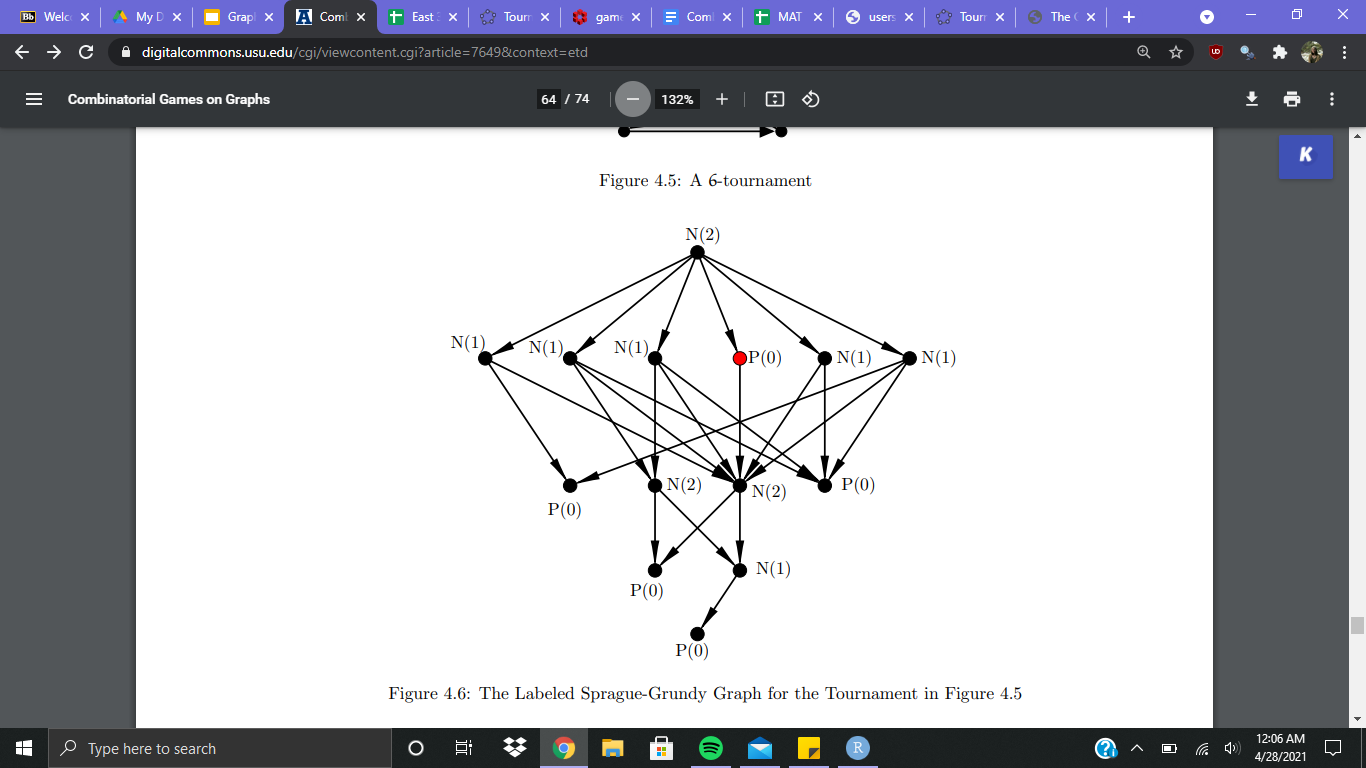 Bb Welc My D Grap Coml East 3 Tourr game Coml MAT users Tourr The C
digitalcommons.usu.edu/cgi/viewcontent.cgi?article=7649&context=etd
Combinatorial Games on Graphs 64 / 74 132%
K
Figure 4.5: A 6-tournament
N(2)
N(1) N(1) N(1) P(0) N(1) N(1)
P(0) N(2) N(2) P(0)
P(0) N(1)
P(0)
Figure 4.6: The Labeled Sprague-Grundy Graph for the Tournament in Figure 4.5
Type here to search R 12:06 AM
4/28/2021